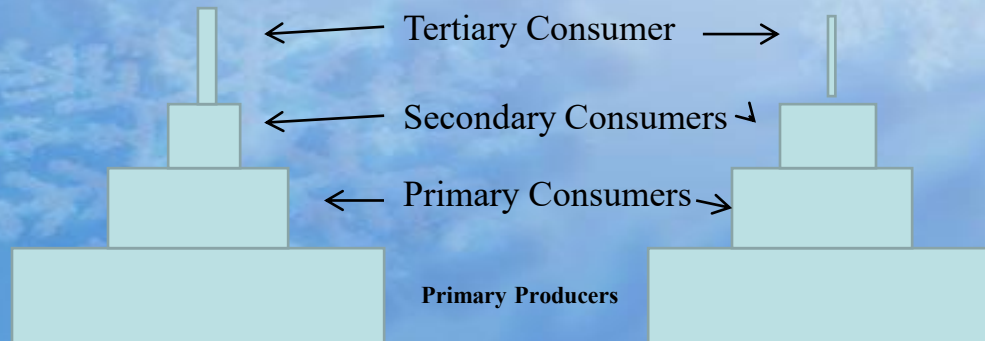 Tertiary Consumer
Secondary Consumers
Primary Consumers
Primary Producers